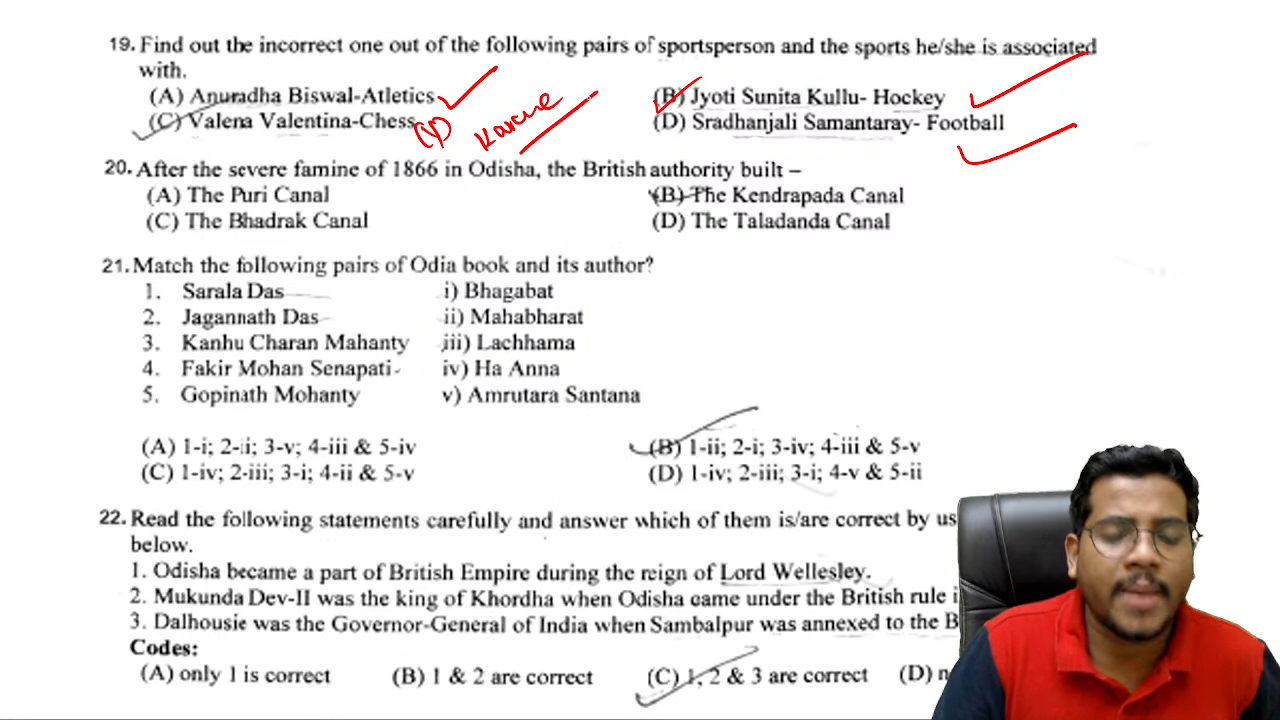 19. Find out the incorrect one out of the following pairs of sportsperson and the sports he/she is associated
with.
(A) Anuradha Biswal-Atletics
(B) Jyoti Sunita Kullu- Hockey
(C) Valena Valentina-Chess
(D) Sradhanjali Samantaray- Football
20. After the severe famine of 1866 in Odisha, the British authority built –
(A) The Puri Canal
(B) The Kendrapada Canal
(C) The Bhadrak Canal
(D) The Taladanda Canal
21. Match the following pairs of Odia book and its author?
1. Sarala Das i) Bhagabat
2. Jagannath Das ii) Mahabharat
3. Kanhu Charan Mahanty iii) Lachhama
4. Fakir Mohan Senapati iv) Ha Anna
5. Gopinath Mohanty v) Amrutara Santana
(A) 1-i; 2-ii; 3-v; 4-iii & 5-iv
(B) 1-ii; 2-i; 3-iv; 4-iii & 5-v
(C) 1-iv; 2-iii; 3-i; 4-ii & 5-v
(D) 1-iv; 2-iii; 3-i; 4-v & 5-ii
22. Read the following statements carefully and answer which of them is/are correct by us
below.
1. Odisha became a part of British Empire during the reign of Lord Wellesley.
2. Mukunda Dev-II was the king of Khordha when Odisha came under the British rule i
3. Dalhousie was the Governor-General of India when Sambalpur was annexed to the B
Codes:
(A) only 1 is correct (B) 1 & 2 are correct (C) 1, 2 & 3 are correct (D) n